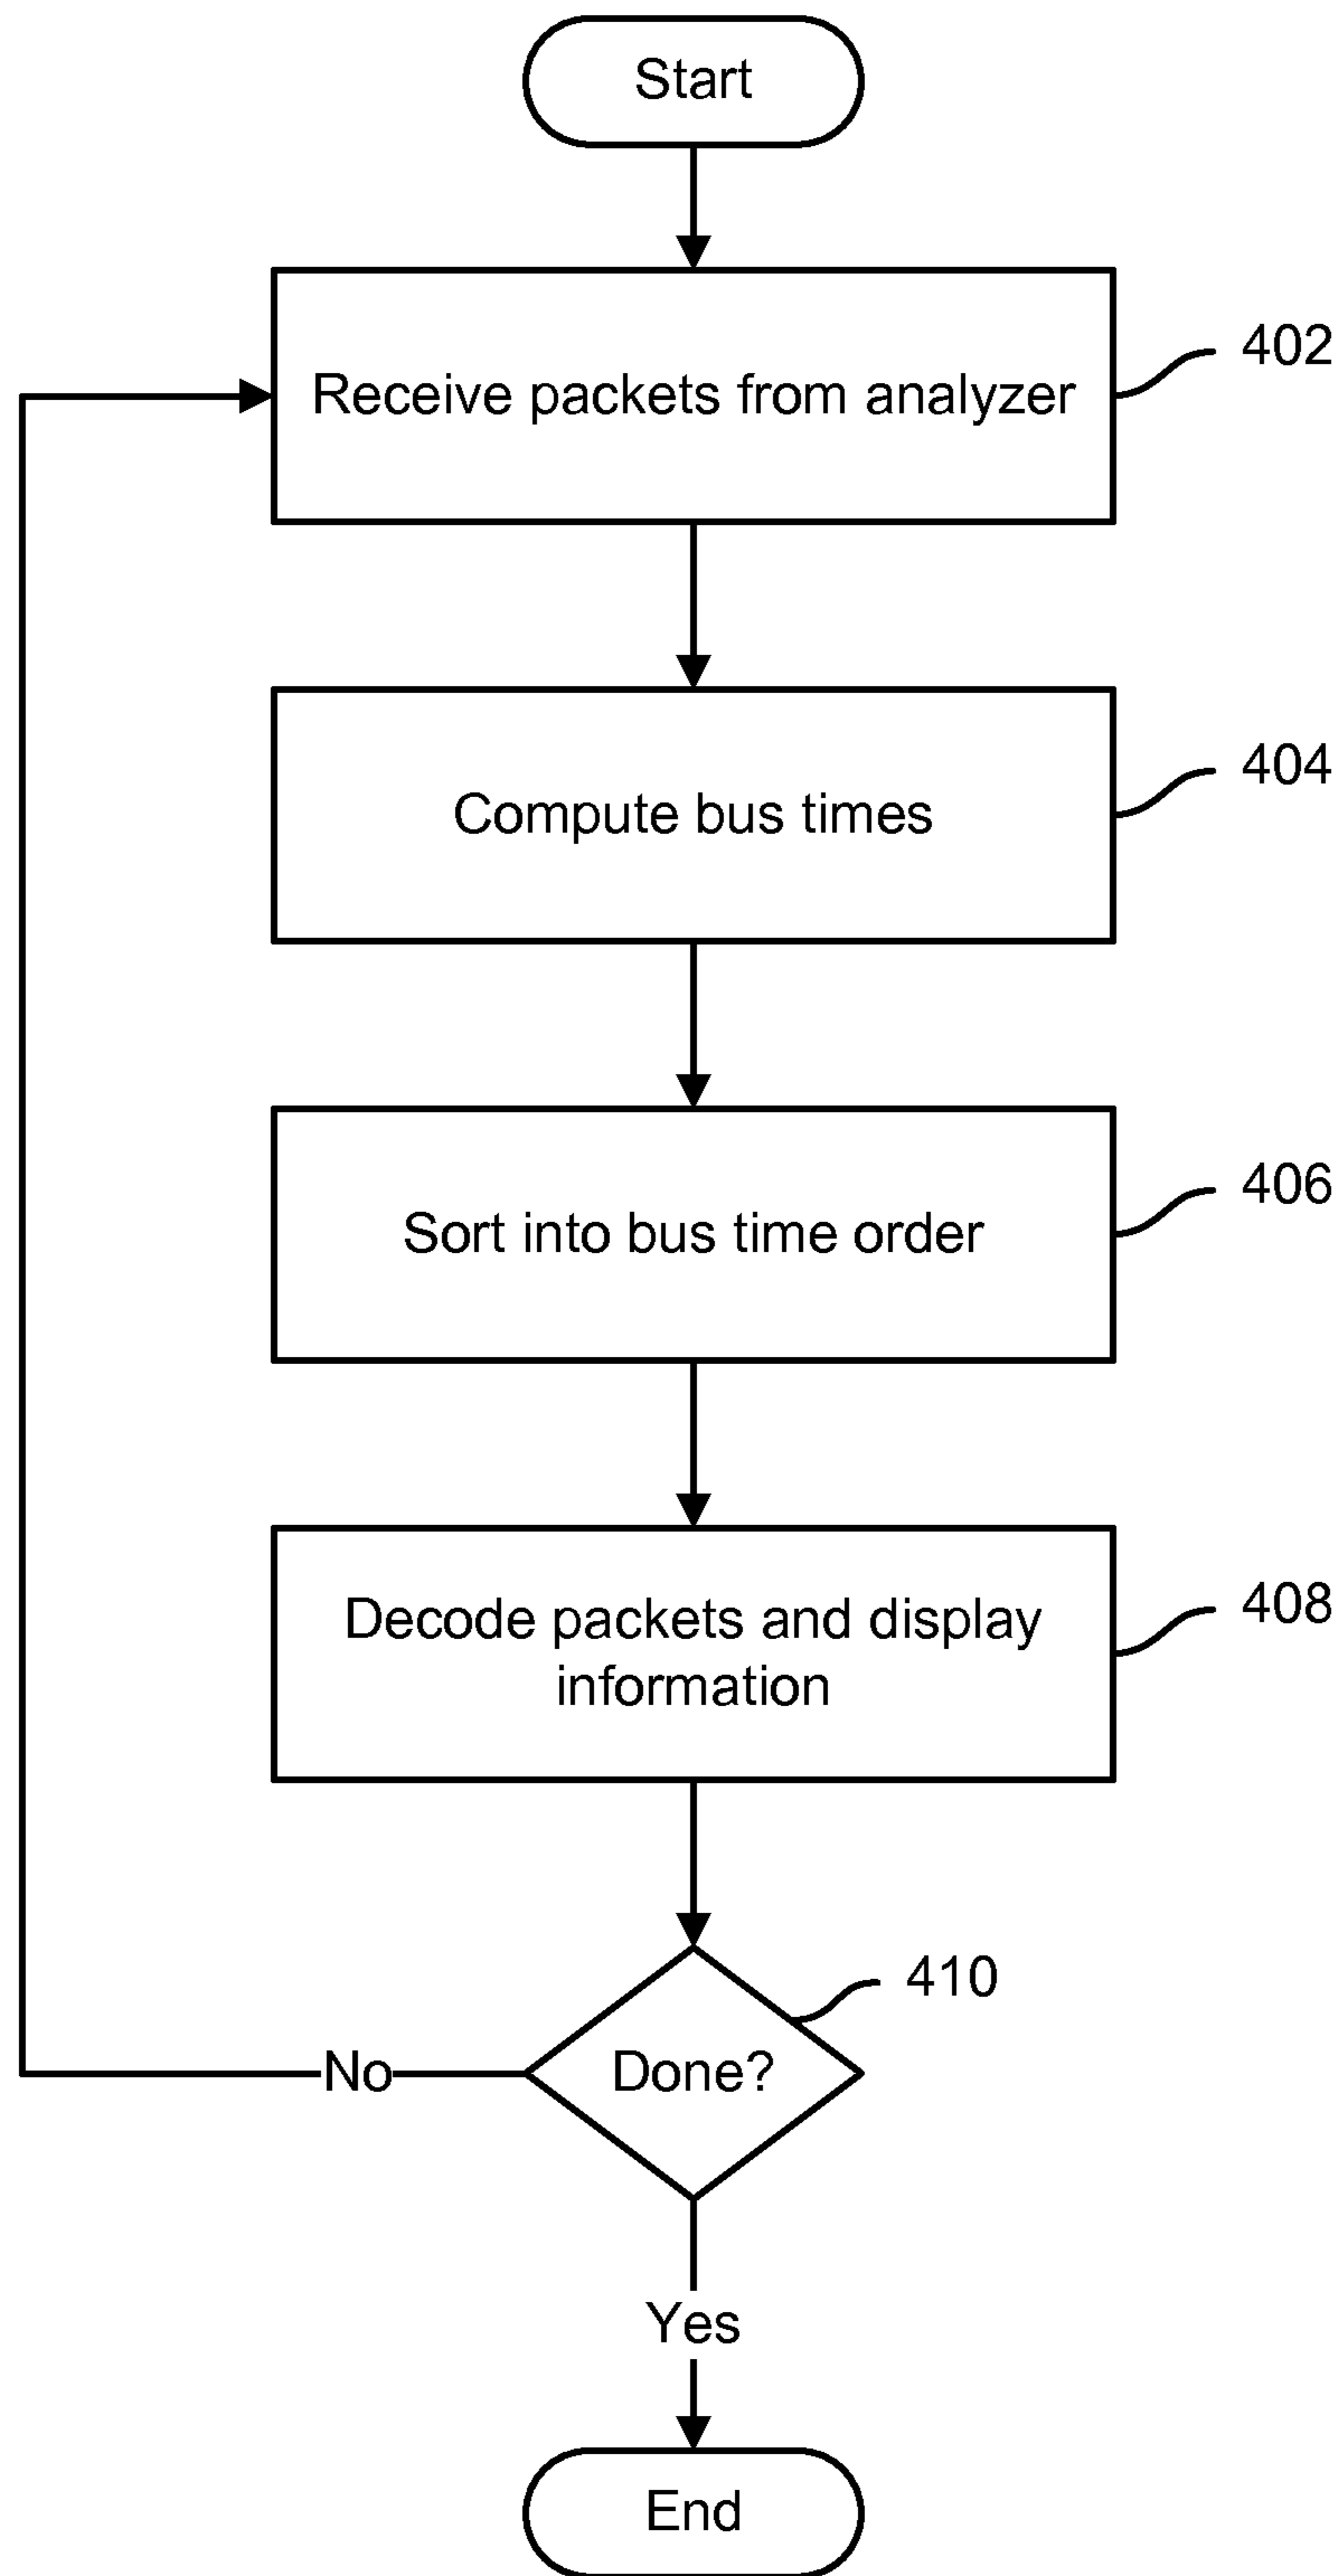 Start
Receive packets from analyzer
402
Compute bus times
404
Sort into bus time order
406
Decode packets and display
information
408
410
Done?
No
Yes
End